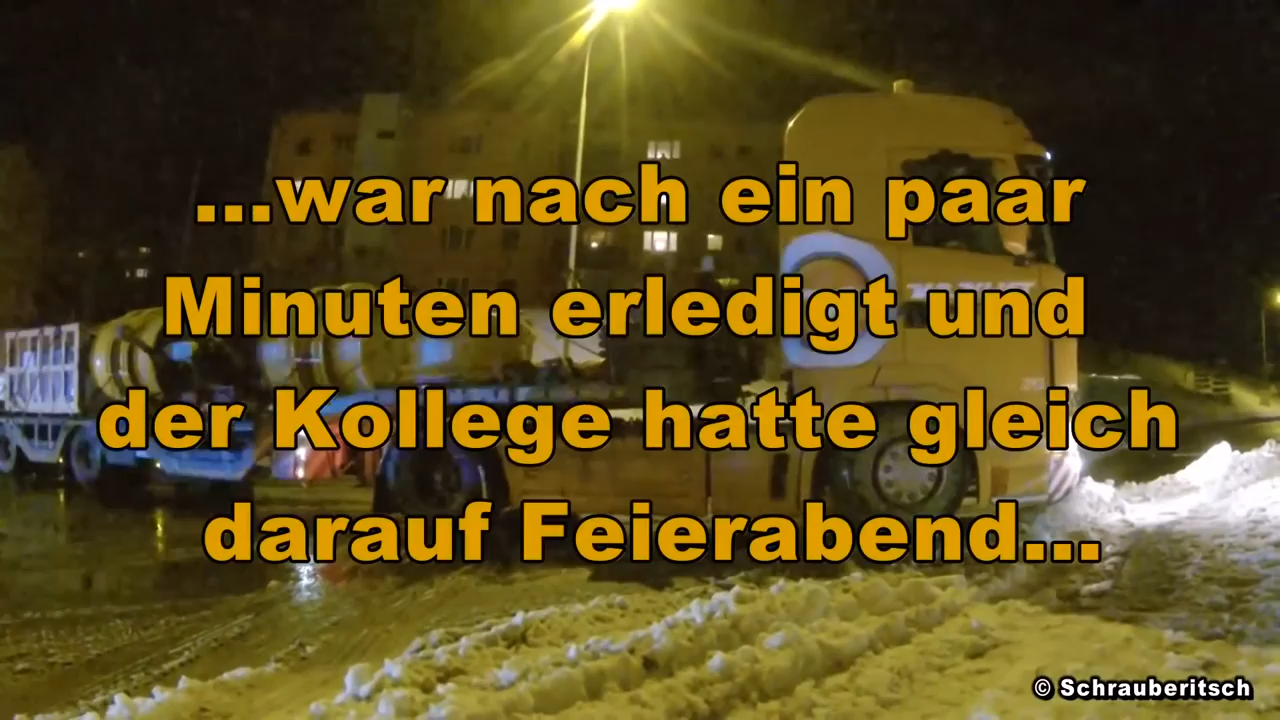 ...war nach ein paar
Minuten erledigt und
der Kollege hatte gleich
darauf Feierabend...
© Schrauberitsch